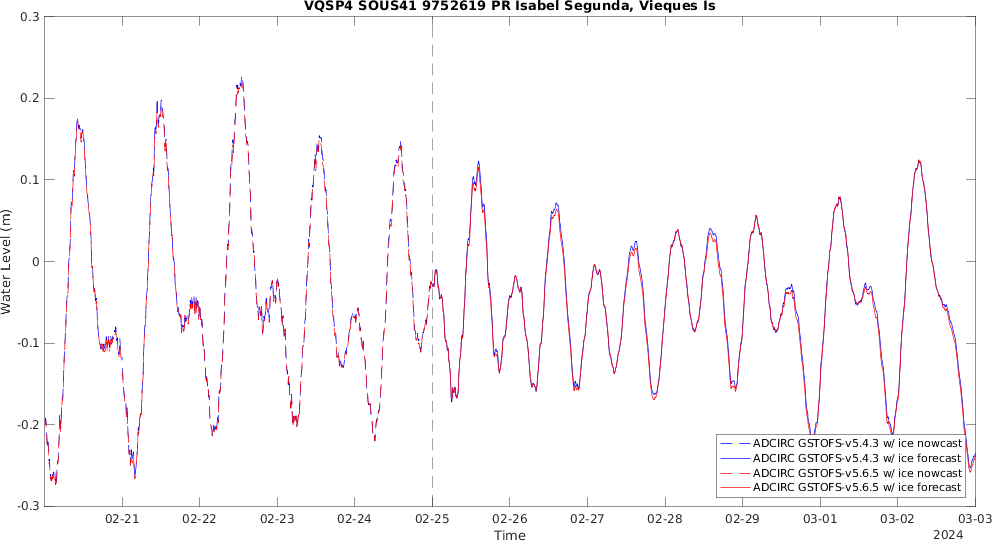 VQSP4 SOUS41 9752619 PR Isabel Segunda, Vieques Is
0.3
0.2
0.1
0
-0.1
-0.2
-0.3
Water Level (m)
ADCIRC GSTOFS-v5.4.3 w/ ice nowcast
ADCIRC GSTOFS-v5.4.3 w/ ice forecast
ADCIRC GSTOFS-v5.6.5 w/ ice nowcast
ADCIRC GSTOFS-v5.6.5 w/ ice forecast
02-21 02-22 02-23 02-24 02-25 02-26 02-27 02-28 02-29 03-01 03-02 03-03
Time
2024